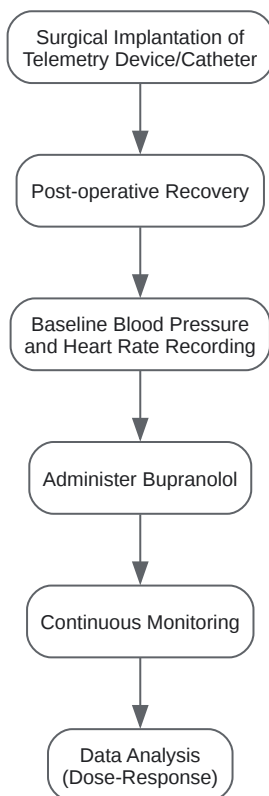 Surgical Implantation of
Telemetry Device/Catheter
Post-operative Recovery
Baseline Blood Pressure
and Heart Rate Recording
Administer Bupranolol
Continuous Monitoring
Data Analysis
(Dose-Response)